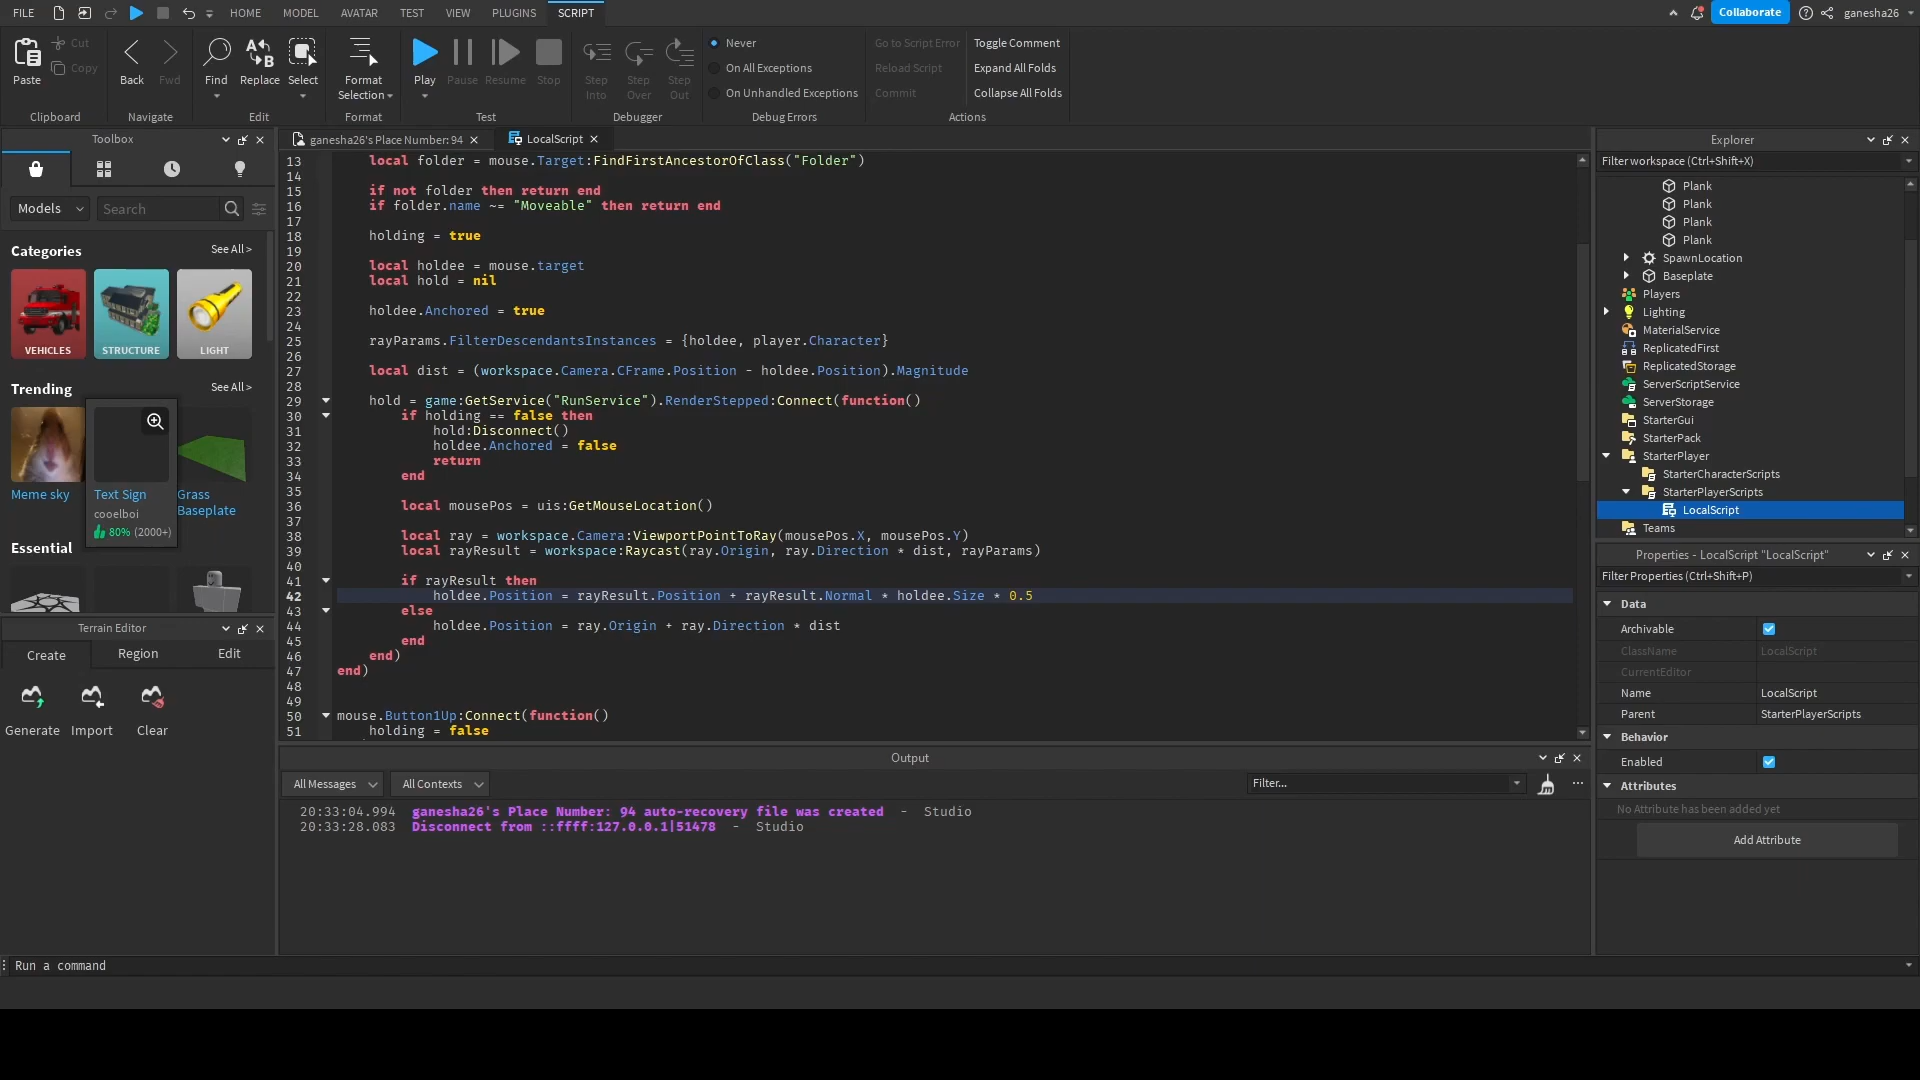 FILE HOME MODEL AVATAR TEST VIEW PLUGINS SCRIPT Collaborate ganesha26
Paste Cut Copy Back Fwd Find Replace Select Format Selection Play Pause Resume Stop Step Into Step Over Step Out
Never
On All Exceptions
On Unhandled Exceptions
Go to Script Error
Reload Script
Commit
Toggle Comment
Expand All Folds
Collapse All Folds
Clipboard Navigate Edit Format Test Debugger Debug Errors Actions
Toolbox
Models Search
Categories See All >
VEHICLES STRUCTURE LIGHT
Trending See All >
Meme sky
Text Sign
cooelboi
80% (2000+)
Grass Baseplate
Essential
Terrain Editor
Create Region Edit
Generate Import Clear
ganesha26's Place Number: 94 LocalScript
13 local folder = mouse.Target:FindFirstAncestorOfClass("Folder")
14
15 if not folder then return end
16 if folder.name ~= "Moveable" then return end
17
18 holding = true
19
20 local holdee = mouse.target
21 local hold = nil
22
23 holdee.Anchored = true
24
25 rayParams.FilterDescendantsInstances = {holdee, player.Character}
26
27 local dist = (workspace.Camera.CFrame.Position - holdee.Position).Magnitude
28
29 hold = game:GetService("RunService").RenderStepped:Connect(function()
30 if holding == false then
31 hold:Disconnect()
32 holdee.Anchored = false
33 return
34 end
35
36 local mousePos = uis:GetMouseLocation()
37
38 local ray = workspace.Camera:ViewportPointToRay(mousePos.X, mousePos.Y)
39 local rayResult = workspace:Raycast(ray.Origin, ray.Direction * dist, rayParams)
40
41 if rayResult then
42 holdee.Position = rayResult.Position + rayResult.Normal * holdee.Size * 0.5
43 else
44 holdee.Position = ray.Origin + ray.Direction * dist
45 end
46 end)
47 end)
48
49
50 mouse.Button1Up:Connect(function()
51 holding = false
Output
All Messages All Contexts Filter...
20:33:04.994 ganesha26's Place Number: 94 auto-recovery file was created - Studio
20:33:28.083 Disconnect from ::ffff:127.0.0.1|51478 - Studio
Run a command
Explorer
Filter workspace (Ctrl+Shift+X)
Plank
Plank
Plank
Plank
SpawnLocation
Baseplate
Players
Lighting
MaterialService
ReplicatedFirst
ReplicatedStorage
ServerScriptService
ServerStorage
StarterGui
StarterPack
StarterPlayer
StarterCharacterScripts
StarterPlayerScripts
LocalScript
Teams
Properties - LocalScript "LocalScript"
Filter Properties (Ctrl+Shift+P)
Data
Archivable
ClassName LocalScript
CurrentEditor
Name LocalScript
Parent StarterPlayerScripts
Behavior
Enabled
Attributes
No Attribute has been added yet
Add Attribute